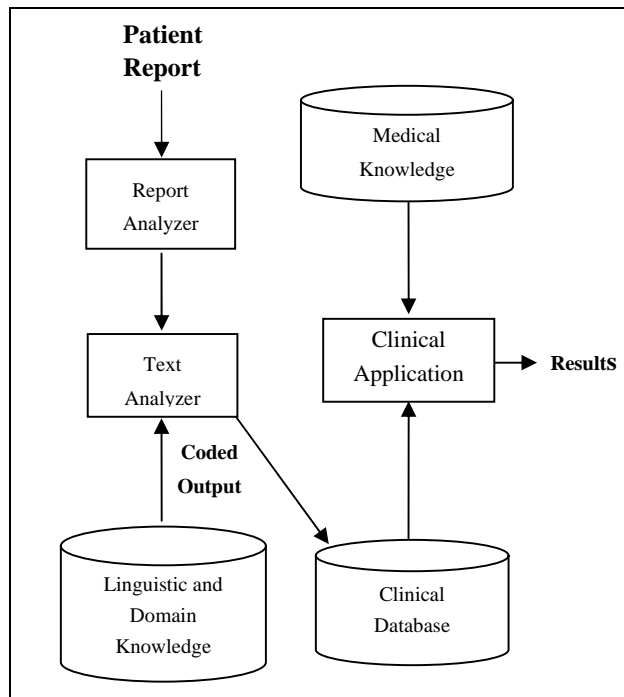 Patient
Report
Medical
Knowledge
Report
Analyzer
Text
Analyzer
Clinical
Application
Results
Coded
Output
Linguistic and
Domain
Knowledge
Clinical
Database